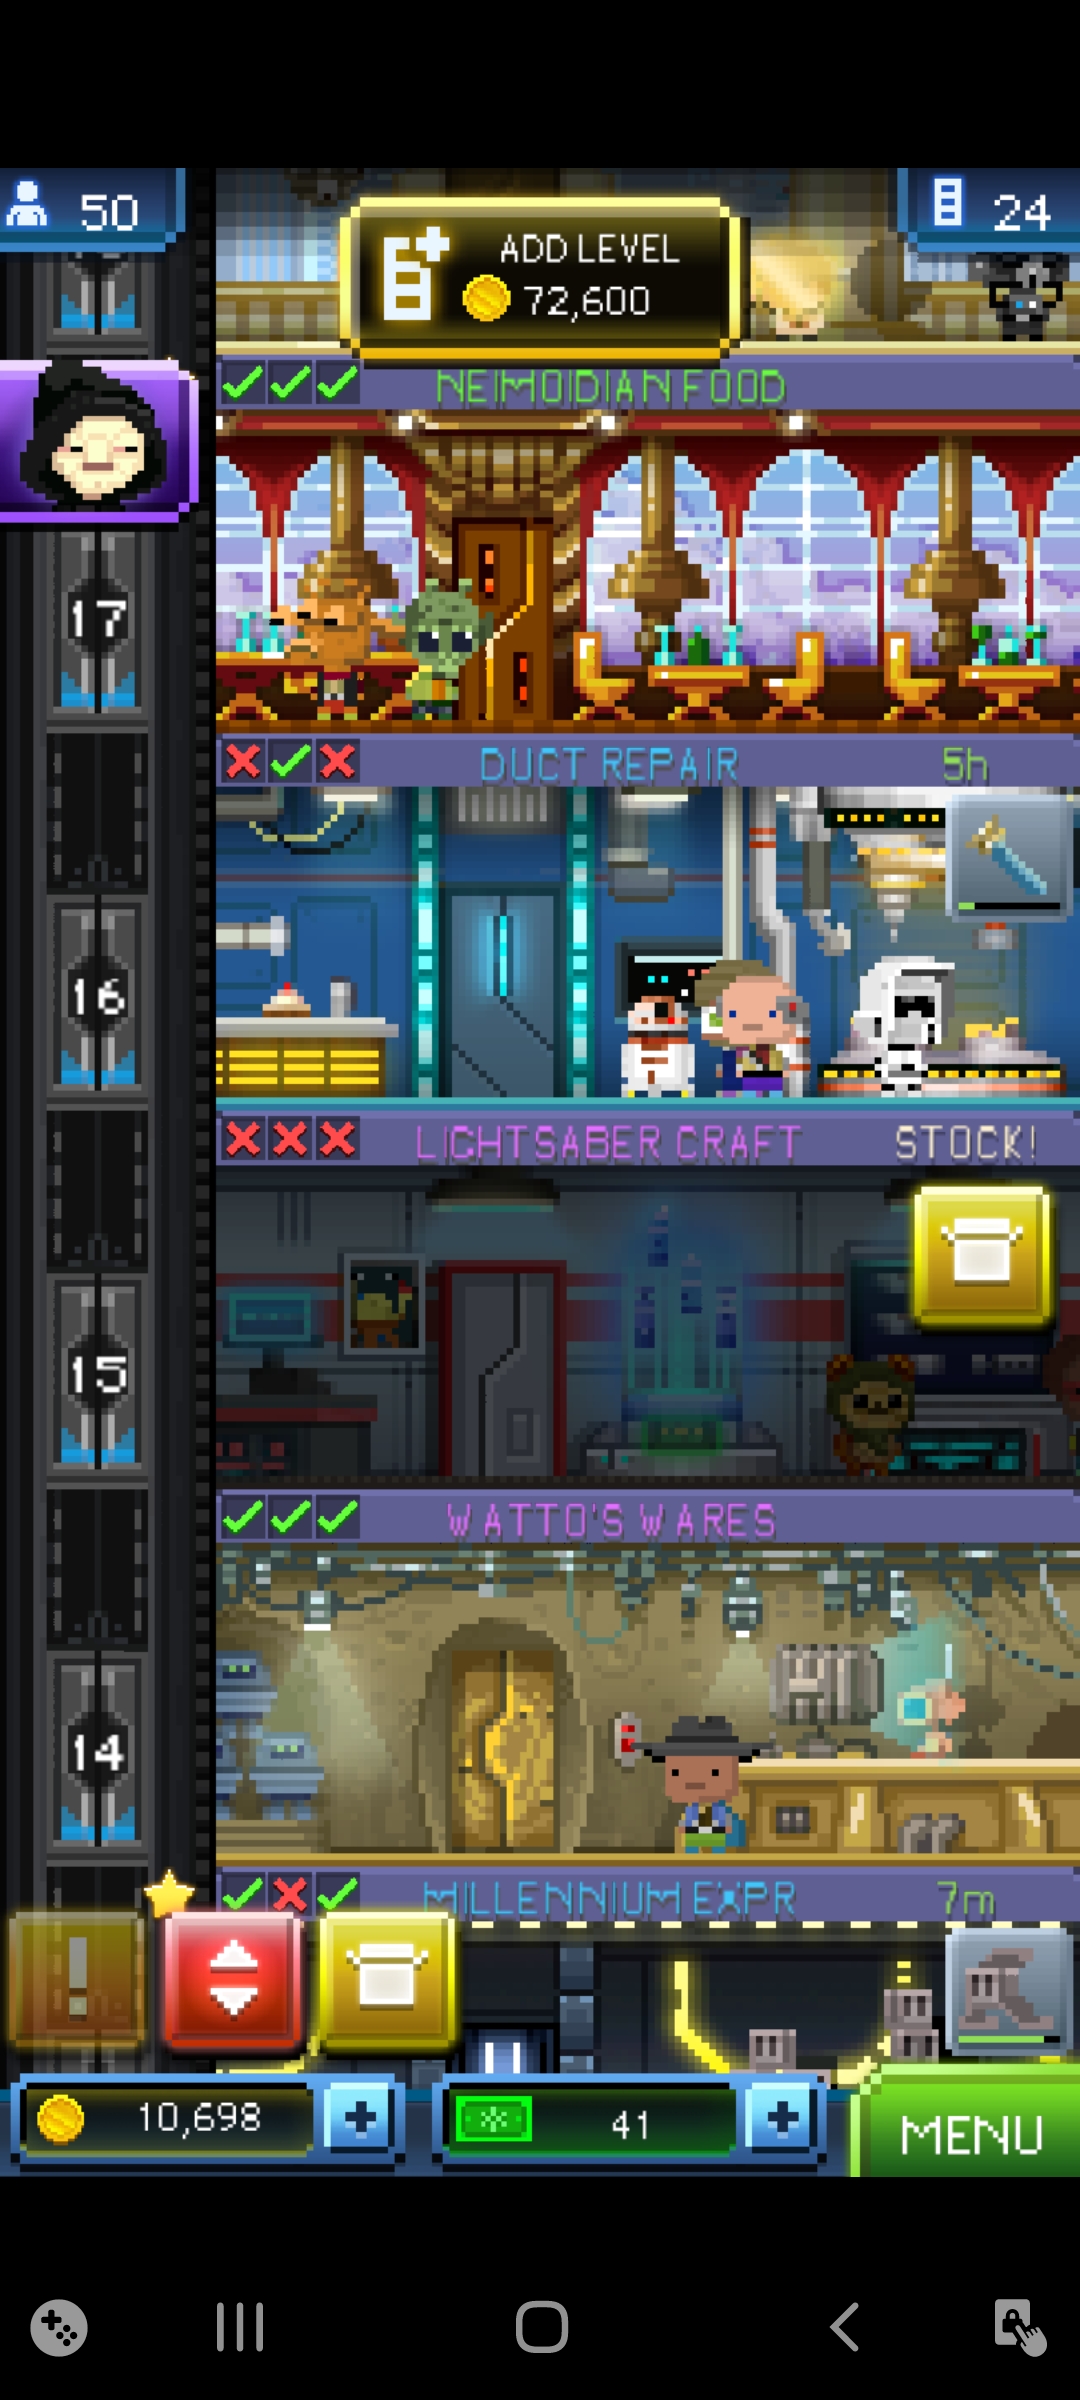 50
24
ADD LEVEL
72,600
NEIMOIDIAN FOOD
17
DUCT REPAIR 5h
16
LIGHTSABER CRAFT STOCK!
15
WATTO'S WARES
14
MILLENNIUM EXPR 7m
10,698
41
MENU